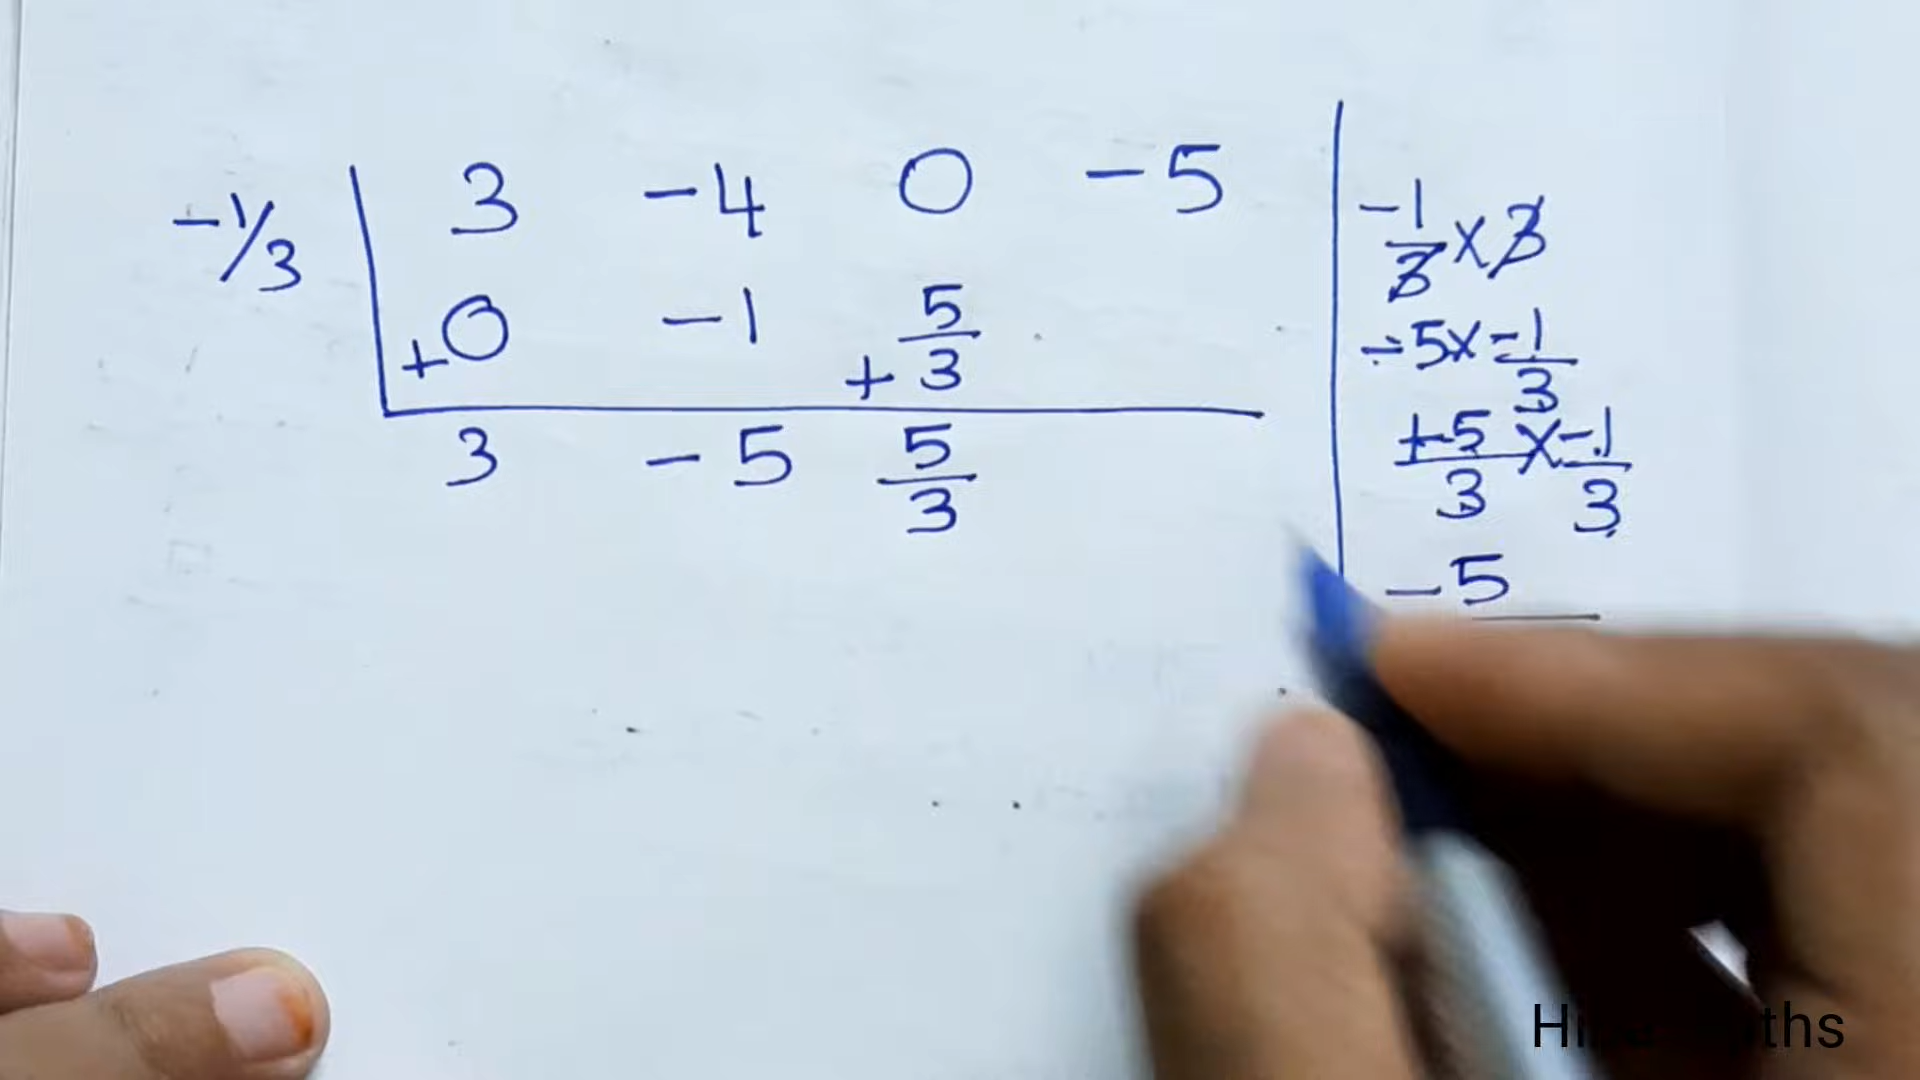 -1/3 | 3 -4 0 -5
+0 -1 +5/3
3 -5 5/3
-1/3 x 3
-5 x -1/3
+5/3 x -1/3
-5